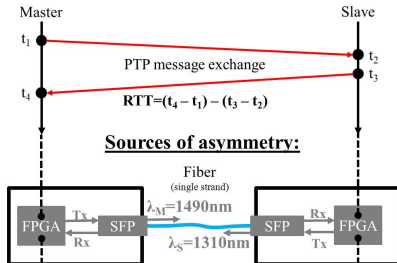 Master
Slave
t1
t2
PTP message exchange
t3
t4
RTT=(t4 – t1) – (t3 – t2)
Sources of asymmetry:
Fiber
(single strand)
λM=1490nm
FPGA
Tx
Rx
SFP
SFP
Rx
Tx
FPGA
λS=1310nm